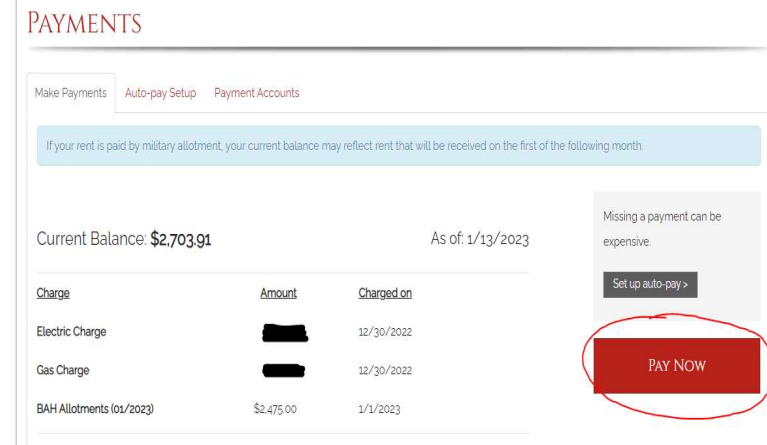 PAYMENTS
Make Payments Auto-pay Setup Payment Accounts
If your rent is paid by military allotment, your current balance may reflect rent that will be received on the first of the following month.
Current Balance: $2,703.91 As of: 1/13/2023
Charge Amount Charged on
Electric Charge 12/30/2022
Gas Charge 12/30/2022
BAH Allotments (01/2023) $2,475.00 1/1/2023
Missing a payment can be
expensive.
Set up auto-pay >
PAY NOW